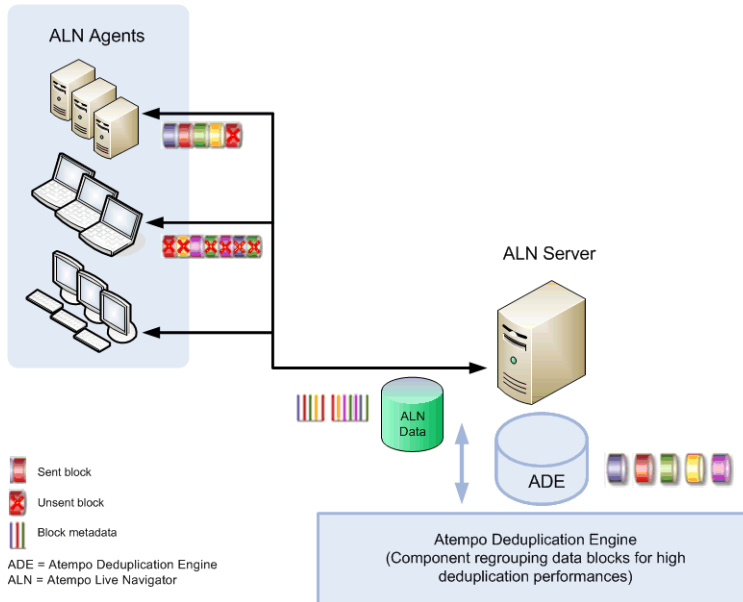 ALN Agents
ALN Server
ALN
Data
ADE
Sent block
Unsent block
Block metadata
ADE = Atempo Deduplication Engine
ALN = Atempo Live Navigator
Atempo Deduplication Engine
(Component regrouping data blocks for high
deduplication performances)